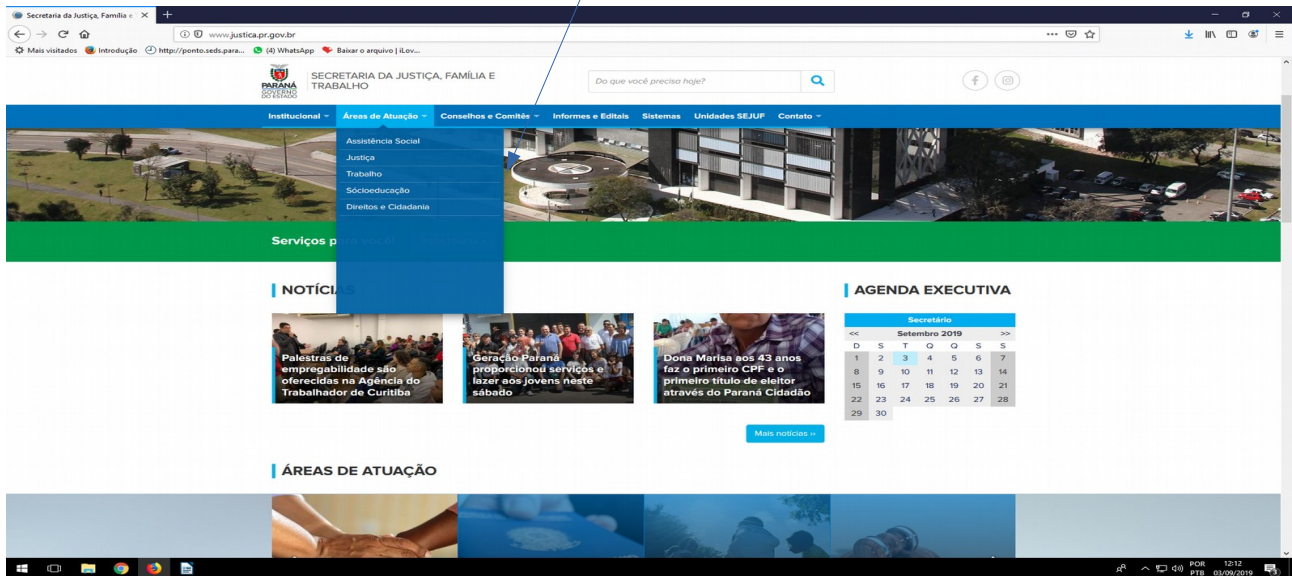 Secretaria da Justiça, Família e
www.justica.pr.gov.br
Mais visitados Introdução http://ponto.seds.para... (4) WhatsApp Baixar o arquivo | iLov...
PARANÁ
GOVERNO
DO ESTADO
SECRETARIA DA JUSTIÇA, FAMÍLIA E
TRABALHO
Do que você precisa hoje?
Institucional Áreas de Atuação Conselhos e Comitês Informes e Editais Sistemas Unidades SEJUF Contato
Assistência Social
Justiça
Trabalho
Sócioeducação
Direitos e Cidadania
Serviços p
NOTÍCIAS
Palestras de
empregabilidade são
oferecidas na Agência do
Trabalhador de Curitiba
Geração Paraná
proporcionou serviços e
lazer aos jovens neste
sábado
Dona Marisa aos 43 anos
faz o primeiro CPF e o
primeiro título de eleitor
através do Paraná Cidadão
Mais notícias »
AGENDA EXECUTIVA
Secretário
<< Setembro 2019 >>
D S T Q Q S S
1 2 3 4 5 6 7
8 9 10 11 12 13 14
15 16 17 18 19 20 21
22 23 24 25 26 27 28
29 30
ÁREAS DE ATUAÇÃO
POR 12:12
PTB 03/09/2019